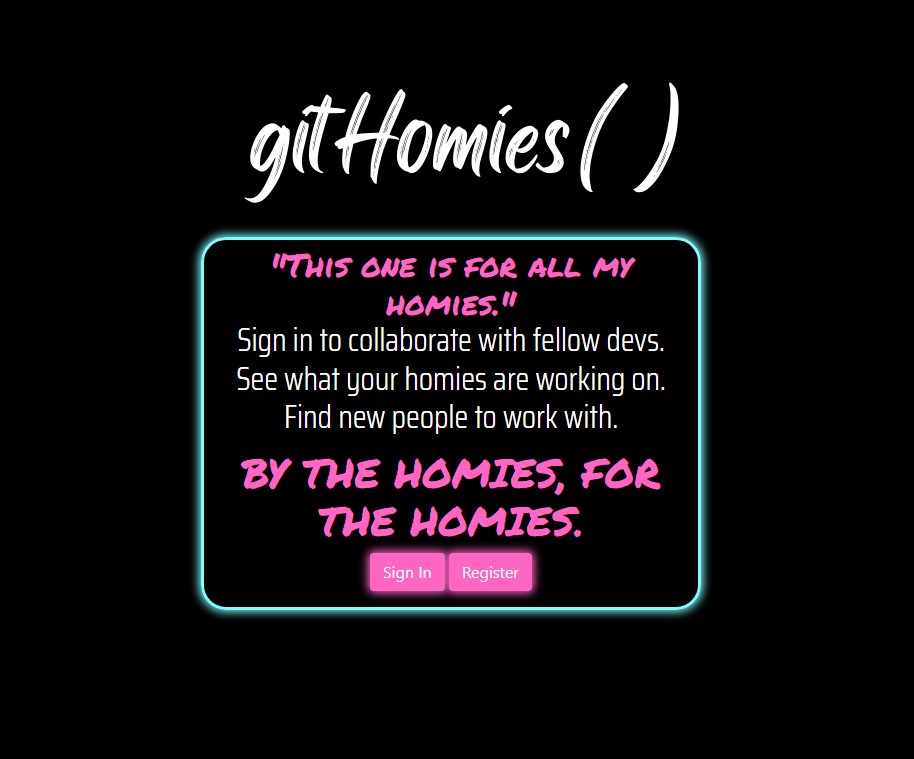 gitHomies( )
"This one is for all my
homies."
Sign in to collaborate with fellow devs.
See what your homies are working on.
Find new people to work with.
BY THE HOMIES, FOR
THE HOMIES.
Sign In Register